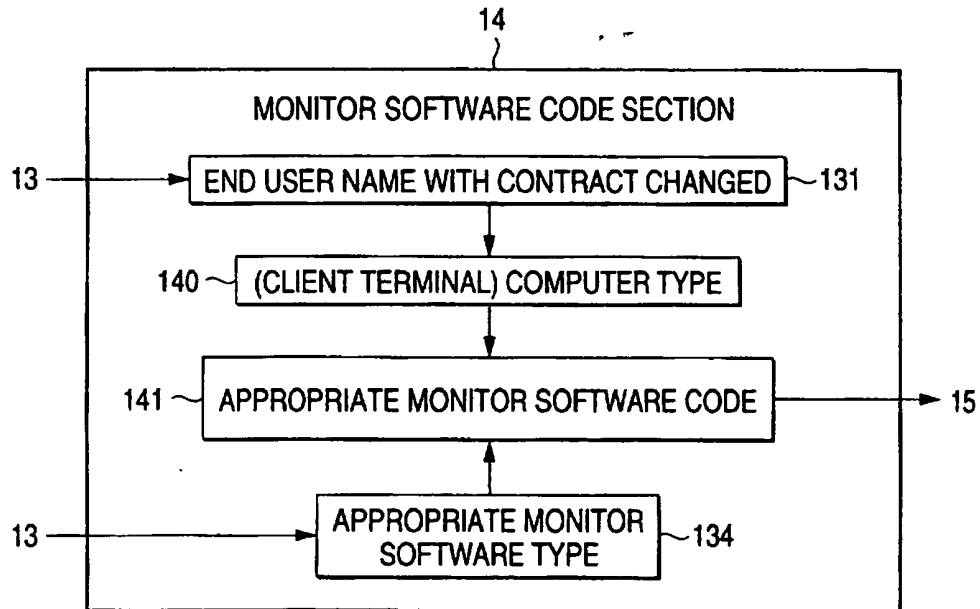 14
MONITOR SOFTWARE CODE SECTION
13
END USER NAME WITH CONTRACT CHANGED
131
140
(CLIENT TERMINAL) COMPUTER TYPE
141
APPROPRIATE MONITOR SOFTWARE CODE
15
13
APPROPRIATE MONITOR
SOFTWARE TYPE
134